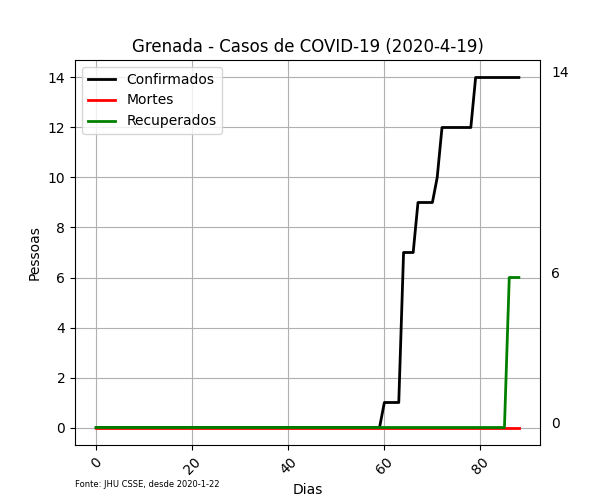 Grenada - Casos de COVID-19 (2020-4-19)
Confirmados
Mortes
Recuperados
Pessoas
14
12
10
8
6
4
2
0
14
6
0
0
20
40
60
80
Dias
Fonte: JHU CSSE, desde 2020-1-22